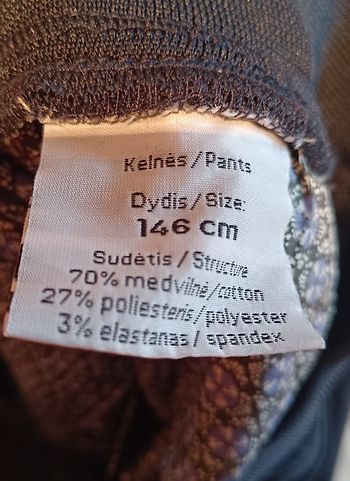 Kelnės/Pants
Dydis/Size:
146 cm
Sudėtis/Structure
70% medvilnė/cotton
27% poliesteris/polyester
3% elastanas/spandex